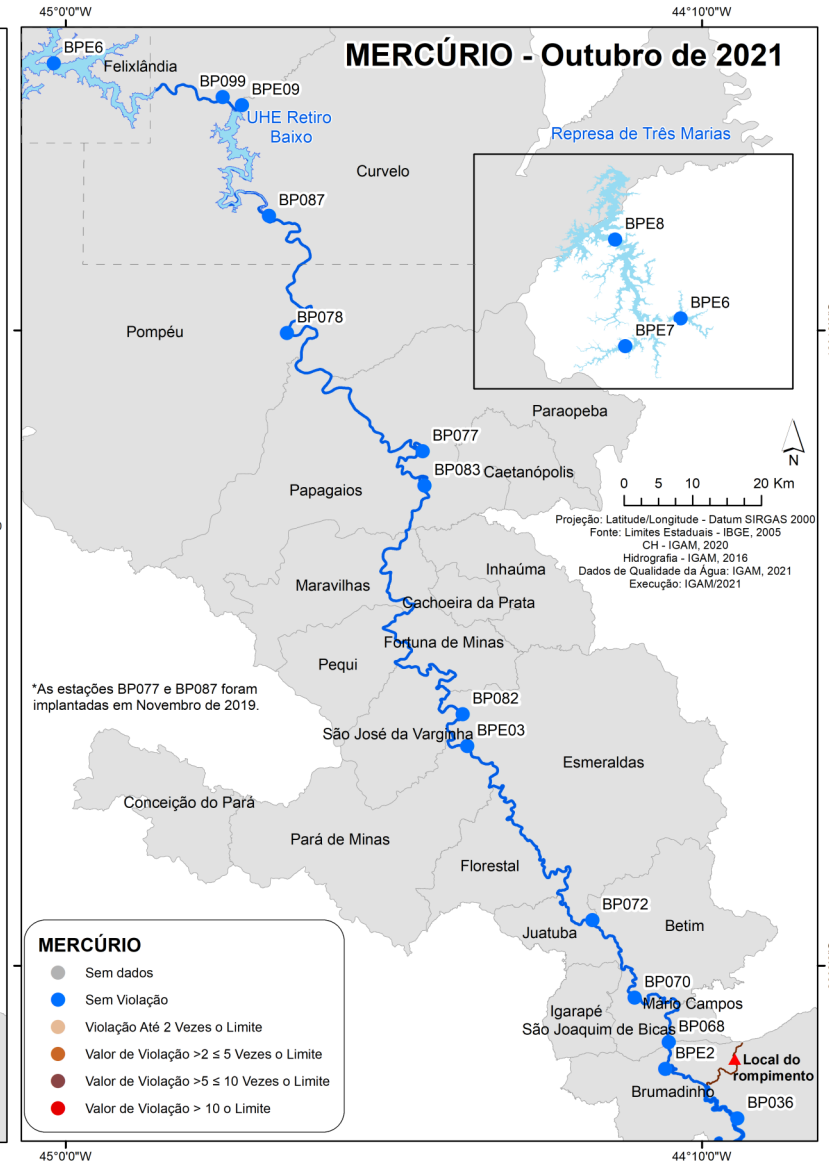 45°0'0"W
44°10'0"W
MERCÚRIO - Outubro de 2021
BPE6
Felixlândia
BP099
BPE09
UHE Retiro
Baixo
Represa de Três Marias
Curvelo
BP087
BPE8
BPE6
BPE7
BP078
Pompéu
Paraopeba
BP077
BP083
Caetanópolis
Papagaios
N
0 5 10 20 Km
Projeção: Latitude/Longitude - Datum SIRGAS 2000
Fonte: Limites Estaduais - IBGE, 2005
CH - IGAM, 2020
Hidrografia - IGAM, 2016
Dados de Qualidade da Água: IGAM, 2021
Execução: IGAM/2021
Inhaúma
Maravilhas
Cachoeira da Prata
Fortuna de Minas
Pequi
*As estações BP077 e BP087 foram
implantadas em Novembro de 2019.
BP082
São José da Varginha
BPE03
Esmeraldas
Conceição do Pará
Pará de Minas
Florestal
BP072
Juatuba
Betim
BP070
Mário Campos
Igarapé
São Joaquim de Bicas
BP068
BPE2
Local do
rompimento
Brumadinho
BP036
MERCÚRIO
Sem dados
Sem Violação
Violação Até 2 Vezes o Limite
Valor de Violação >2 ≤ 5 Vezes o Limite
Valor de Violação >5 ≤ 10 Vezes o Limite
Valor de Violação > 10 o Limite
45°0'0"W
44°10'0"W